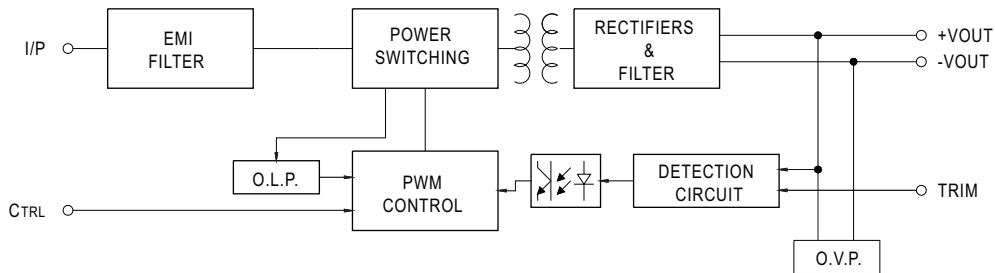 I/P
EMI
FILTER
POWER
SWITCHING
RECTIFIERS
&
FILTER
+VOUT
-VOUT
O.L.P.
PWM
CONTROL
DETECTION
CIRCUIT
TRIM
CTRL
O.V.P.